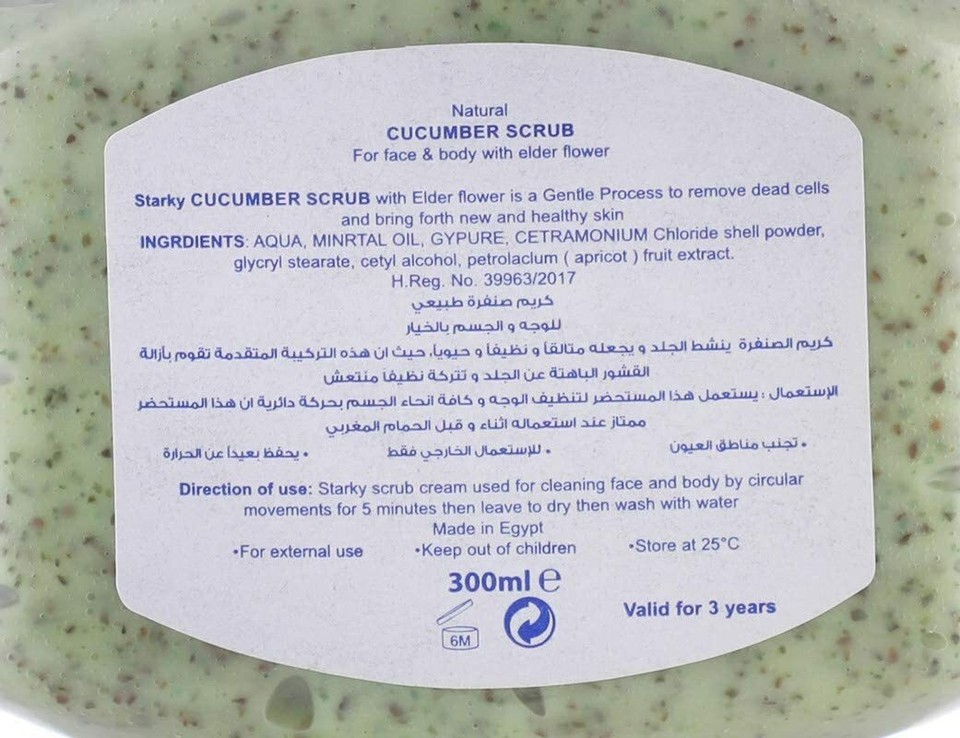 Natural
CUCUMBER SCRUB
For face & body with elder flower
Starky CUCUMBER SCRUB with Elder flower is a Gentle Process to remove dead cells
and bring forth new and healthy skin
INGRDIENTS: AQUA, MINRTAL OIL, GYPURE, CETRAMONIUM Chloride shell powder,
glycryl stearate, cetyl alcohol, petrolaclum ( apricot ) fruit extract.
H.Reg. No. 39963/2017
كريم صنفرة طبيعي
للوجه و الجسم بالخيار
كريم الصنفرة ينشط الجلد و يجعله متالقاً و نظيفا و حيويا، حيث ان هذه التركيبة المتقدمة تقوم بأزالة
القشور الباهتة عن الجلد و تتركة نظيفاً منتعش
الإستعمال : يستعمل هذا المستحضر لتنظيف الوجه و كافة انحاء الجسم بحركة دائرية ان هذا المستحضر
ممتاز عند استعماله اثناء و قبل الحمام المغربي
• تجنب مناطق العيون • للإستعمال الخارجي فقط • يحفظ بعيداً عن الحرارة
Direction of use: Starky scrub cream used for cleaning face and body by circular
movements for 5 minutes then leave to dry then wash with water
Made in Egypt
•For external use •Keep out of children •Store at 25°C
300ml e
6M Valid for 3 years